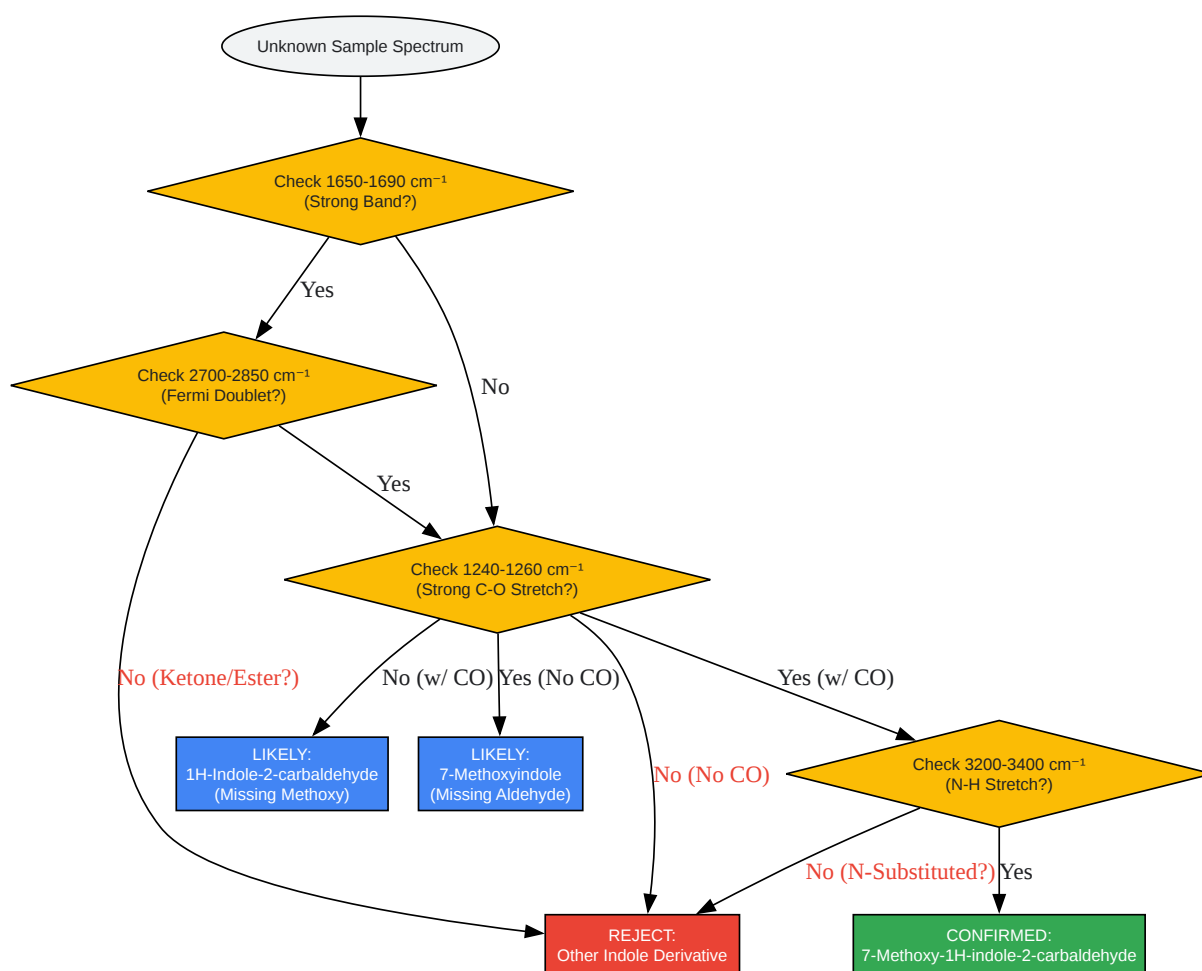 Unknown Sample Spectrum
Check 1650-1690 cm⁻¹
(Strong Band?)
Yes
No
Check 2700-2850 cm⁻¹
(Fermi Doublet?)
Yes
Check 1240-1260 cm⁻¹
(Strong C-O Stretch?)
No (Ketone/Ester?)
No (w/ CO)
Yes (No CO)
Yes (w/ CO)
LIKELY:
1H-Indole-2-carbaldehyde
(Missing Methoxy)
LIKELY:
7-Methoxyindole
(Missing Aldehyde)
No (No CO)
Check 3200-3400 cm⁻¹
(N-H Stretch?)
No (N-Substituted?)
Yes
REJECT:
Other Indole Derivative
CONFIRMED:
7-Methoxy-1H-indole-2-carbaldehyde